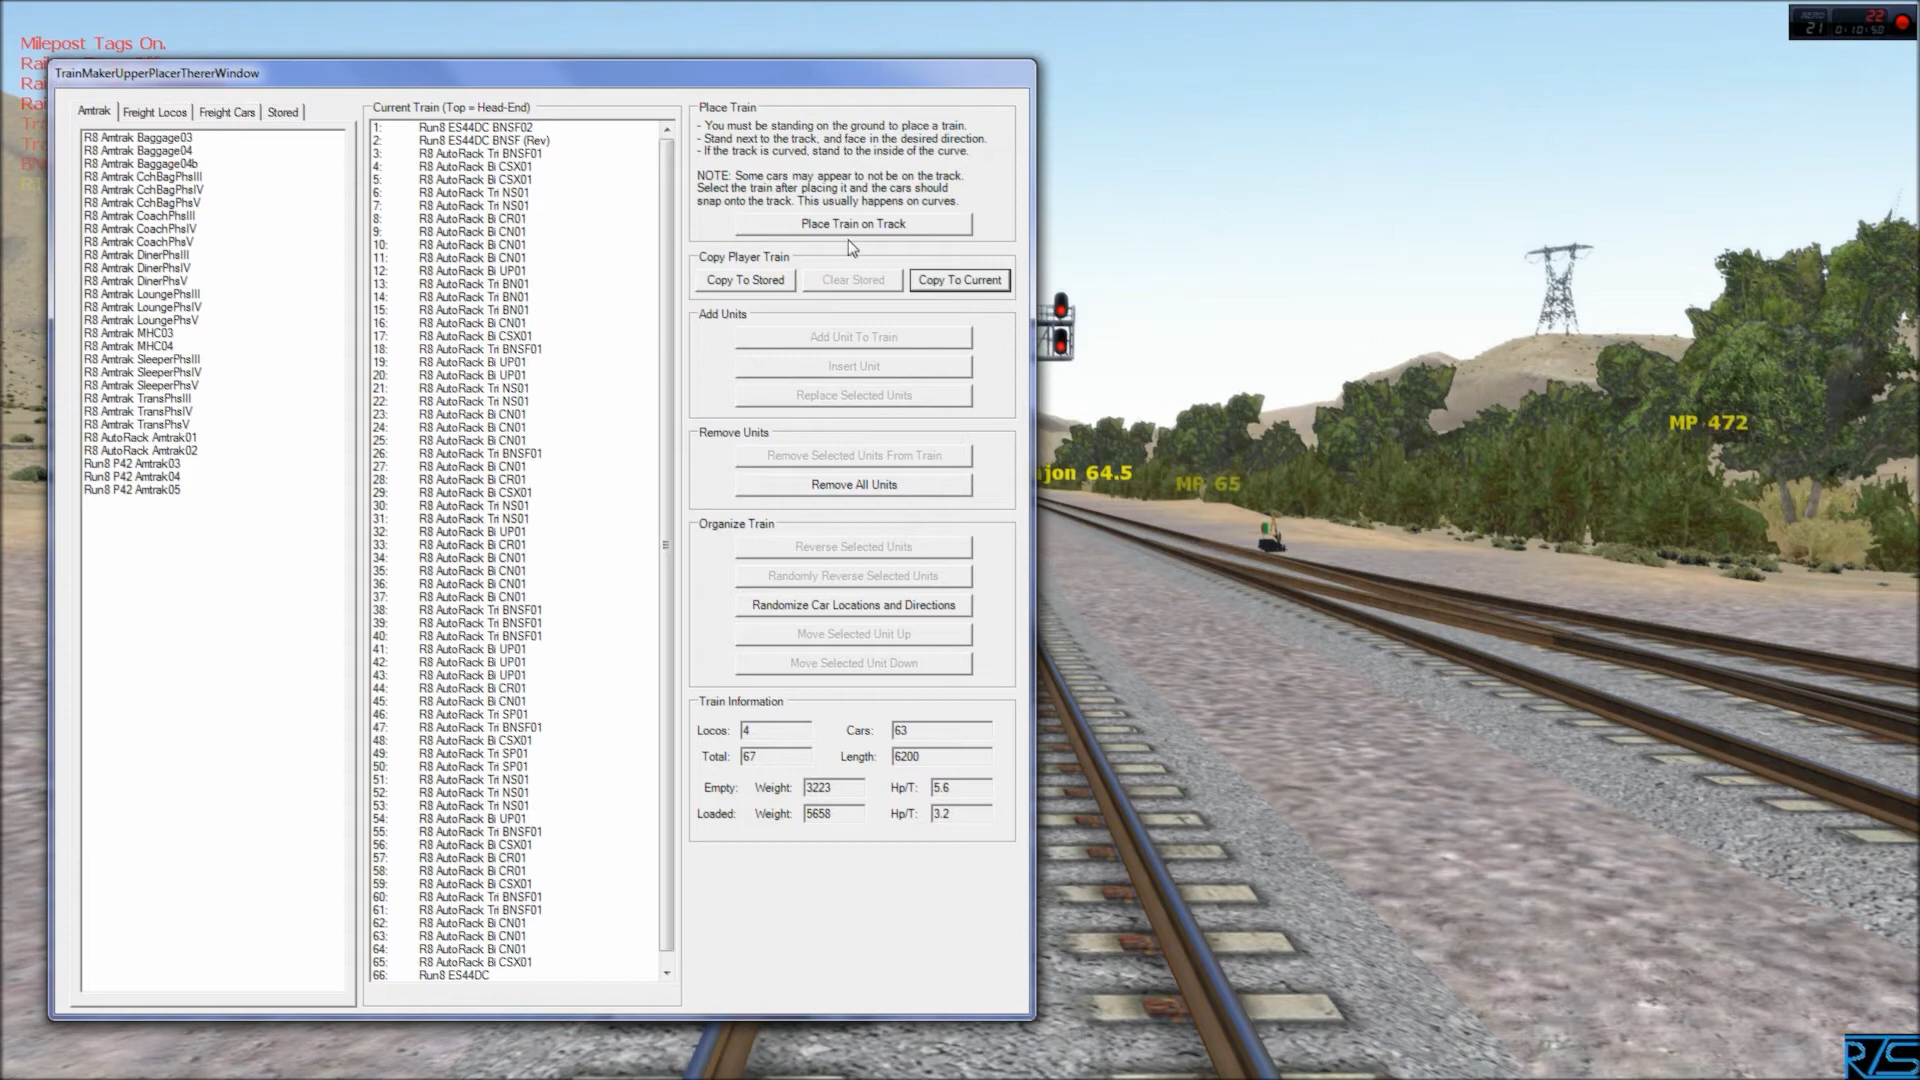 Milepost Tags On.
TrainMakerUpperPlacerThererWindow
Amtrak
Freight Locos
Freight Cars
Stored
R8 Amtrak Baggage03
R8 Amtrak Baggage04
R8 Amtrak Baggage04b
R8 Amtrak CchBagPhsIII
R8 Amtrak CchBagPhsIV
R8 Amtrak CchBagPhsV
R8 Amtrak CoachPhsIII
R8 Amtrak CoachPhsIV
R8 Amtrak CoachPhsV
R8 Amtrak DinerPhsIII
R8 Amtrak DinerPhsIV
R8 Amtrak DinerPhsV
R8 Amtrak LoungePhsIII
R8 Amtrak LoungePhsIV
R8 Amtrak LoungePhsV
R8 Amtrak MHC03
R8 Amtrak MHC04
R8 Amtrak SleeperPhsIII
R8 Amtrak SleeperPhsIV
R8 Amtrak SleeperPhsV
R8 Amtrak TransPhsIII
R8 Amtrak TransPhsIV
R8 Amtrak TransPhsV
R8 AutoRack Amtrak01
R8 AutoRack Amtrak02
Run8 P42 Amtrak03
Run8 P42 Amtrak04
Run8 P42 Amtrak05
Current Train (Top = Head-End)
1: Run8 ES44DC BNSF02
2: Run8 ES44DC BNSF (Rev)
3: R8 AutoRack Tri BNSF01
4: R8 AutoRack Bi CSX01
5: R8 AutoRack Bi CSX01
6: R8 AutoRack Tri NS01
7: R8 AutoRack Tri NS01
8: R8 AutoRack Bi CR01
9: R8 AutoRack Bi CN01
10: R8 AutoRack Bi CN01
11: R8 AutoRack Bi CN01
12: R8 AutoRack Bi UP01
13: R8 AutoRack Tri BN01
14: R8 AutoRack Tri BN01
15: R8 AutoRack Tri BN01
16: R8 AutoRack Bi CN01
17: R8 AutoRack Bi CSX01
18: R8 AutoRack Tri BNSF01
19: R8 AutoRack Bi UP01
20: R8 AutoRack Bi UP01
21: R8 AutoRack Tri NS01
22: R8 AutoRack Tri NS01
23: R8 AutoRack Bi CN01
24: R8 AutoRack Bi CN01
25: R8 AutoRack Bi CN01
26: R8 AutoRack Tri BNSF01
27: R8 AutoRack Bi CN01
28: R8 AutoRack Bi CR01
29: R8 AutoRack Bi CSX01
30: R8 AutoRack Tri NS01
31: R8 AutoRack Tri NS01
32: R8 AutoRack Bi UP01
33: R8 AutoRack Bi CR01
34: R8 AutoRack Bi CN01
35: R8 AutoRack Bi CN01
36: R8 AutoRack Bi CN01
37: R8 AutoRack Bi CN01
38: R8 AutoRack Tri BNSF01
39: R8 AutoRack Tri BNSF01
40: R8 AutoRack Tri BNSF01
41: R8 AutoRack Bi UP01
42: R8 AutoRack Bi UP01
43: R8 AutoRack Bi UP01
44: R8 AutoRack Bi CR01
45: R8 AutoRack Bi CN01
46: R8 AutoRack Tri SP01
47: R8 AutoRack Tri BNSF01
48: R8 AutoRack Bi CSX01
49: R8 AutoRack Tri SP01
50: R8 AutoRack Tri SP01
51: R8 AutoRack Tri NS01
52: R8 AutoRack Tri NS01
53: R8 AutoRack Tri NS01
54: R8 AutoRack Bi UP01
55: R8 AutoRack Tri BNSF01
56: R8 AutoRack Bi CSX01
57: R8 AutoRack Bi CR01
58: R8 AutoRack Bi CR01
59: R8 AutoRack Bi CSX01
60: R8 AutoRack Tri BNSF01
61: R8 AutoRack Tri BNSF01
62: R8 AutoRack Bi CN01
63: R8 AutoRack Bi CN01
64: R8 AutoRack Bi CN01
65: R8 AutoRack Bi CSX01
66: Run8 ES44DC
Place Train
- You must be standing on the ground to place a train.
- Stand next to the track, and face in the desired direction.
- If the track is curved, stand to the inside of the curve.
NOTE: Some cars may appear to not be on the track.
Select the train after placing it and the cars should
snap onto the track. This usually happens on curves.
Place Train on Track
Copy Player Train
Copy To Stored
Clear Stored
Copy To Current
Add Units
Add Unit To Train
Insert Unit
Replace Selected Units
Remove Units
Remove Selected Units From Train
Remove All Units
Organize Train
Reverse Selected Units
Randomly Reverse Selected Units
Randomize Car Locations and Directions
Move Selected Unit Up
Move Selected Unit Down
Train Information
Locos: 4 Cars: 63
Total: 67 Length: 6200
Empty: Weight: 3223 Hp/T: 5.6
Loaded: Weight: 5658 Hp/T: 3.2
jon 64.5
MP 65
MP 472
22
21 0:10:50
R/S